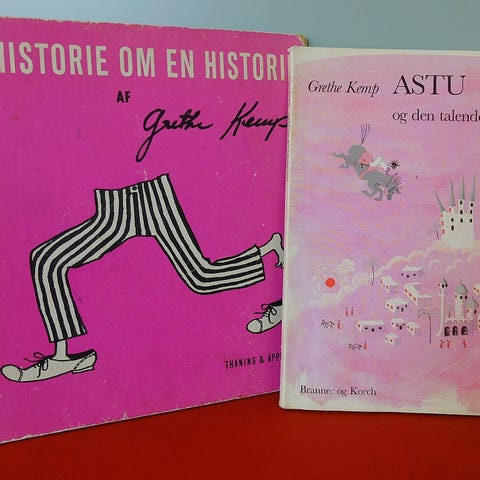 HISTORIE OM EN HISTORI
AF
Grethe Kemp
THANING & APP
Grethe Kemp ASTU
og den talende
Branner og Korch